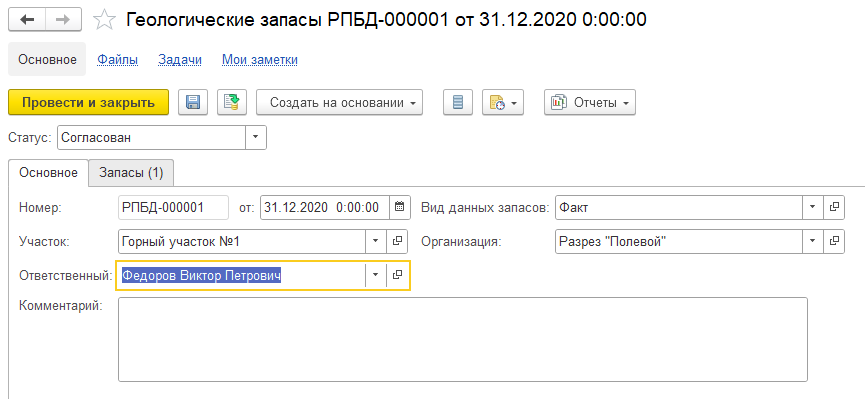 Геологические запасы РПБД-000001 от 31.12.2020 0:00:00
Основное Файлы Задачи Мои заметки
Провести и закрыть Создать на основании Отчеты
Статус: Согласован
Основное Запасы (1)
Номер: РПБД-000001 от: 31.12.2020 0:00:00 Вид данных запасов: Факт
Участок: Горный участок №1 Организация: Разрез "Полевой"
Ответственный: Федоров Виктор Петрович
Комментарий: